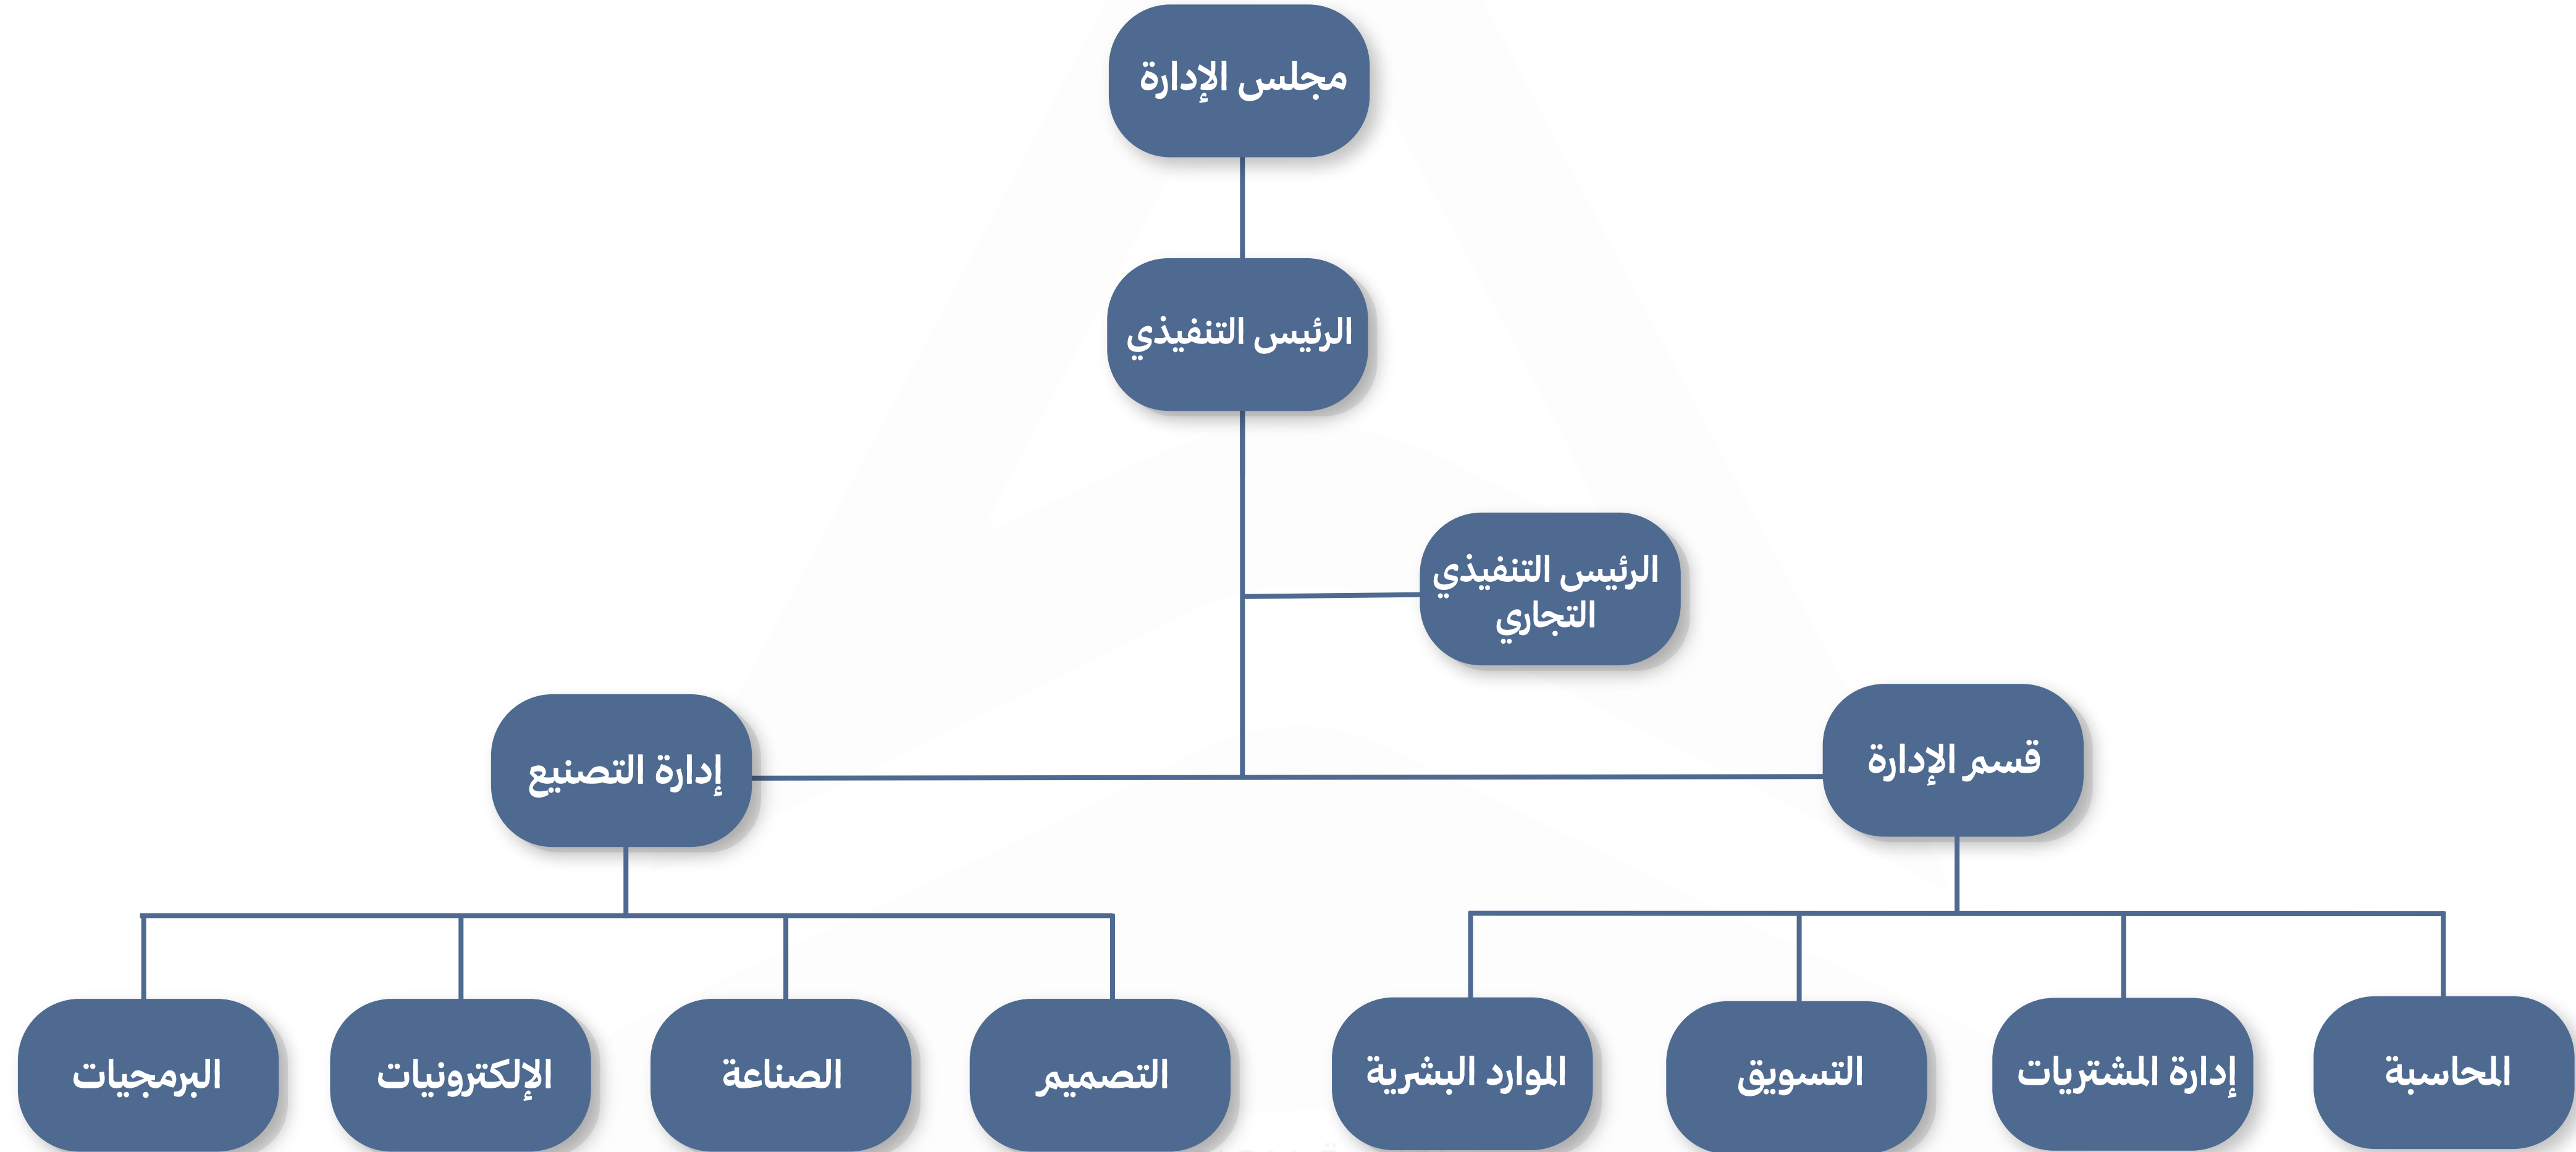 مجلس الإدارة
الرئيس التنفيذي
الرئيس التنفيذي
التجاري
قسم الإدارة
إدارة التصنيع
المحاسبة
إدارة المشتريات
التسويق
الموارد البشرية
التصميم
الصناعة
الإلكترونيات
البرمجيات